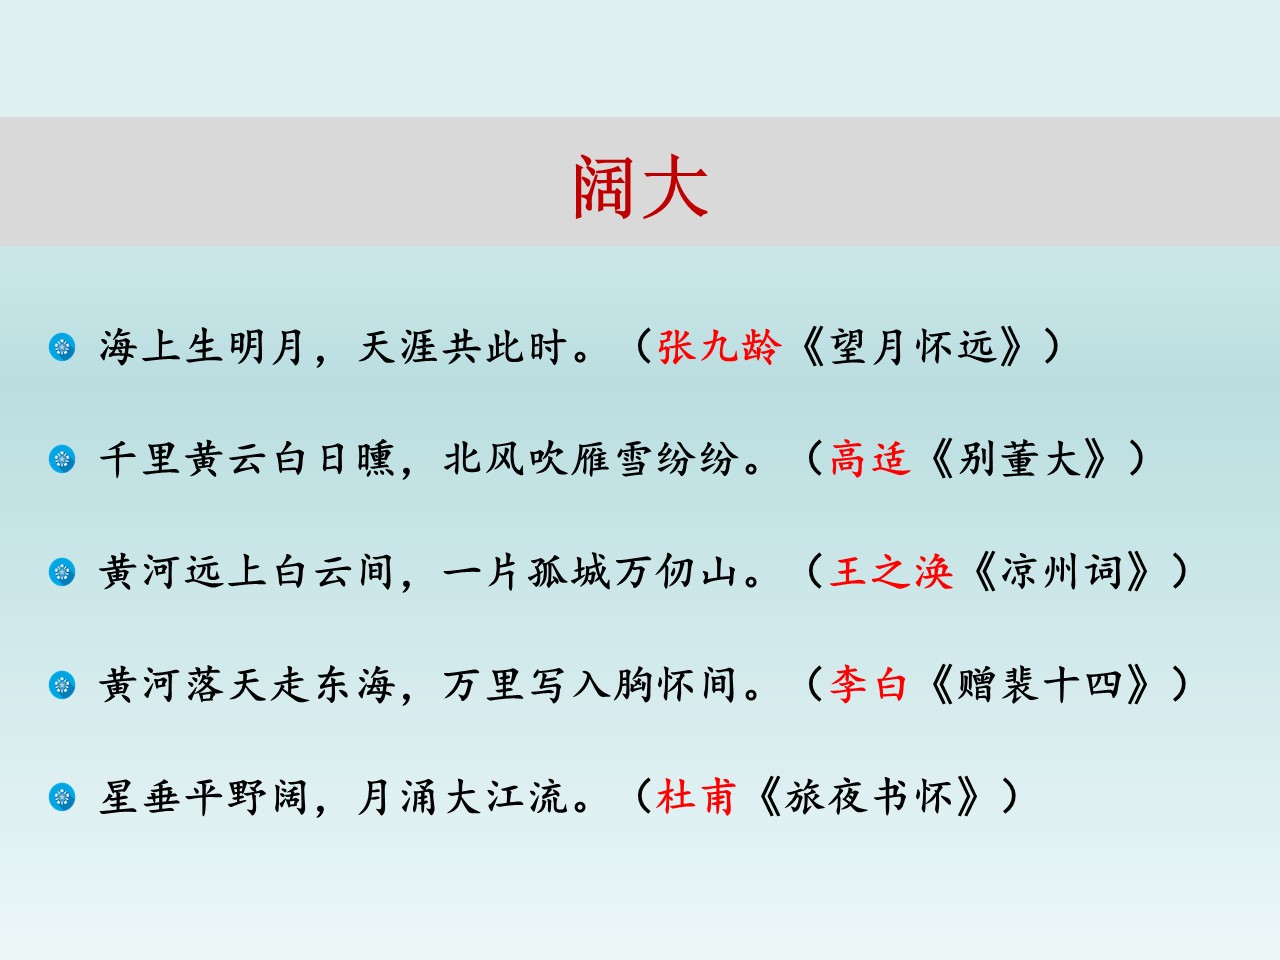 阔大
海上生明月，天涯共此时。（张九龄《望月怀远》）
千里黄云白日曛，北风吹雁雪纷纷。（高适《别董大》）
黄河远上白云间，一片孤城万仞山。（王之涣《凉州词》）
黄河落天走东海，万里写入胸怀间。（李白《赠裴十四》）
星垂平野阔，月涌大江流。（杜甫《旅夜书怀》）